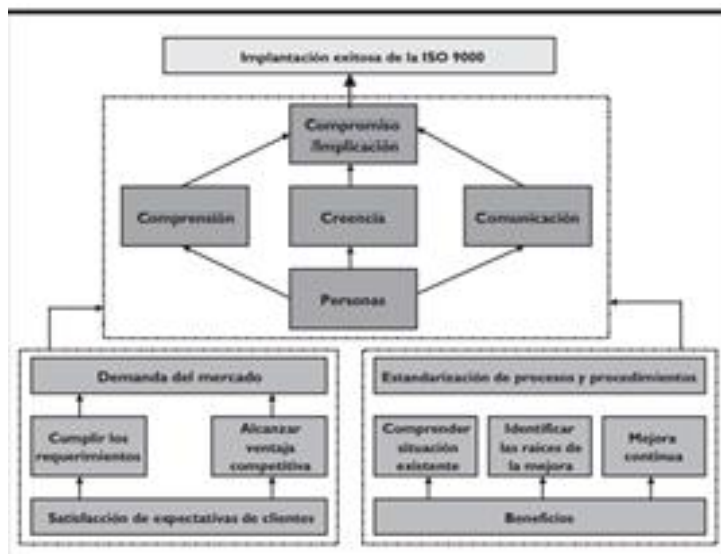 Implantación exitosa de la ISO 9000
Compromiso
/Implicación
Comprensión
Creencia
Comunicación
Personas
Demanda del mercado
Cumplir los
requerimientos
Alcanzar
ventaja
competitiva
Satisfacción de expectativas de clientes
Estandarización de procesos y procedimientos
Comprender
situación
existente
Identificar
las raíces de
la mejora
Mejora
continua
Beneficios